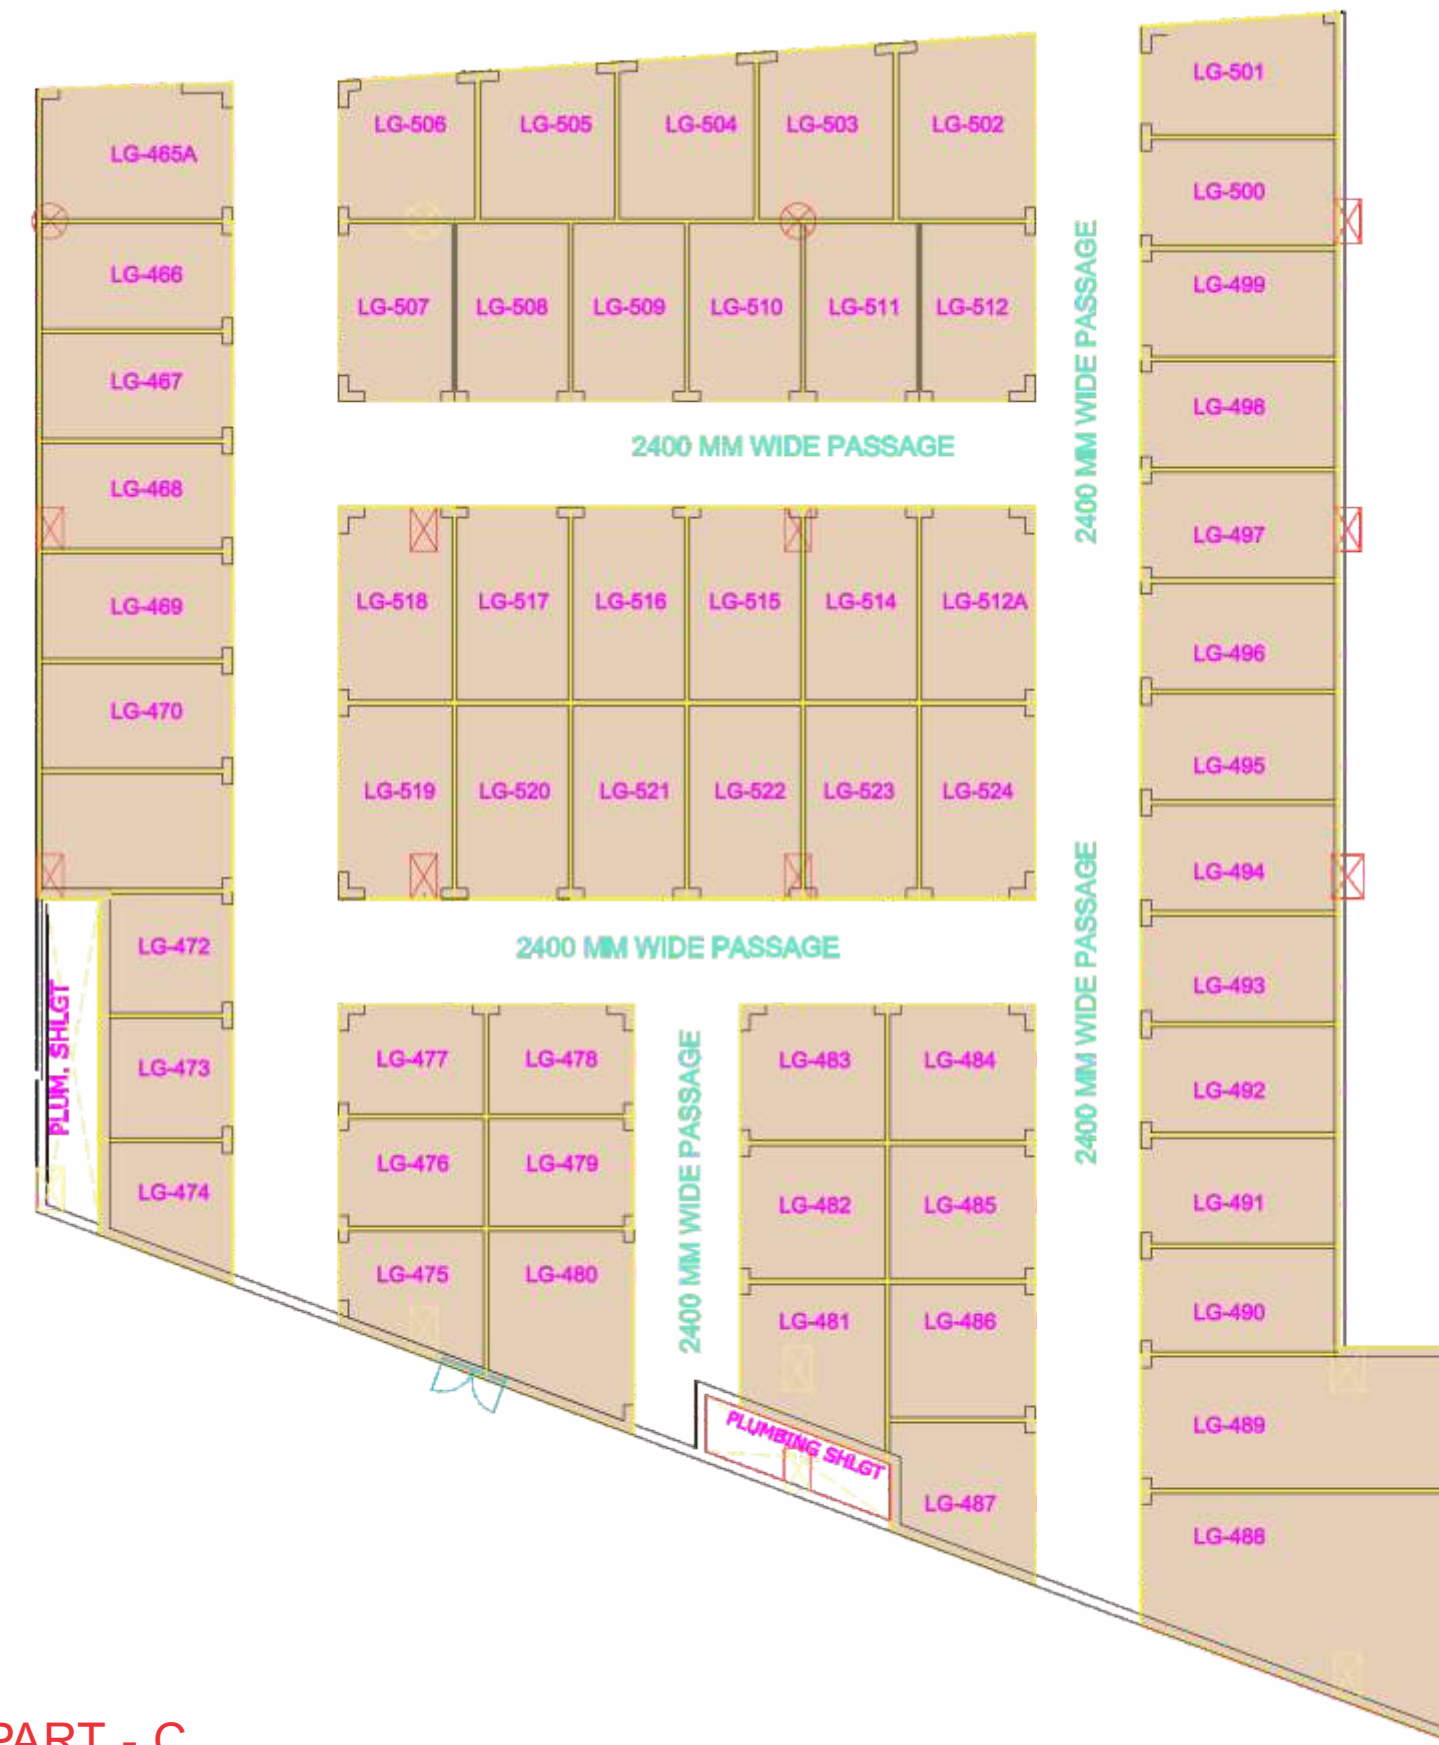 LG-465A
LG-466
LG-467
LG-468
LG-469
LG-470
LG-472
LG-473
LG-474
PLUM. SHLGT
LG-506 LG-505 LG-504 LG-503 LG-502
LG-507 LG-508 LG-509 LG-510 LG-511 LG-512
2400 MM WIDE PASSAGE
LG-518 LG-517 LG-516 LG-515 LG-514 LG-512A
LG-519 LG-520 LG-521 LG-522 LG-523 LG-524
2400 MM WIDE PASSAGE
LG-477 LG-478
LG-476 LG-479
LG-475 LG-480
2400 MM WIDE PASSAGE
LG-483 LG-484
LG-482 LG-485
LG-481 LG-486
PLUMBING SHLGT
LG-487
2400 MM WIDE PASSAGE
2400 MM WIDE PASSAGE
LG-501
LG-500
LG-499
LG-498
LG-497
LG-496
LG-495
LG-494
LG-493
LG-492
LG-491
LG-490
LG-489
LG-488
PART - C